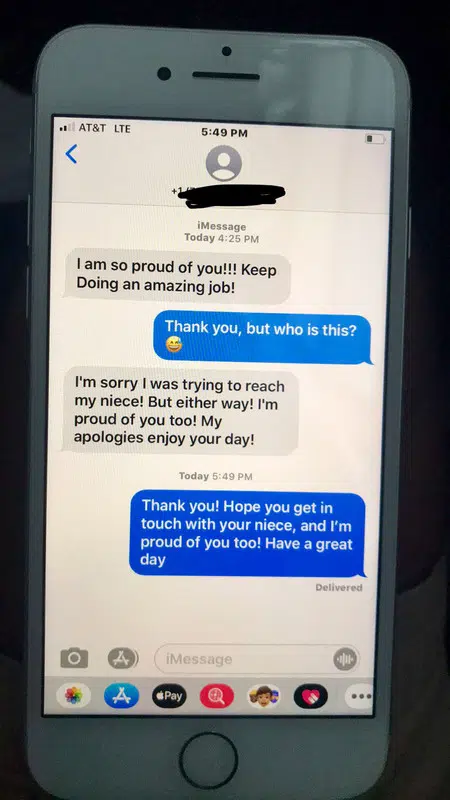 AT&T LTE
5:49 PM
+1
iMessage
Today 4:25 PM
I am so proud of you!!! Keep
Doing an amazing job!
Thank you, but who is this?
😅
I'm sorry I was trying to reach
my niece! But either way! I'm
proud of you too! My
apologies enjoy your day!
Today 5:49 PM
Thank you! Hope you get in
touch with your niece, and I'm
proud of you too! Have a great
day
Delivered
iMessage
Pay